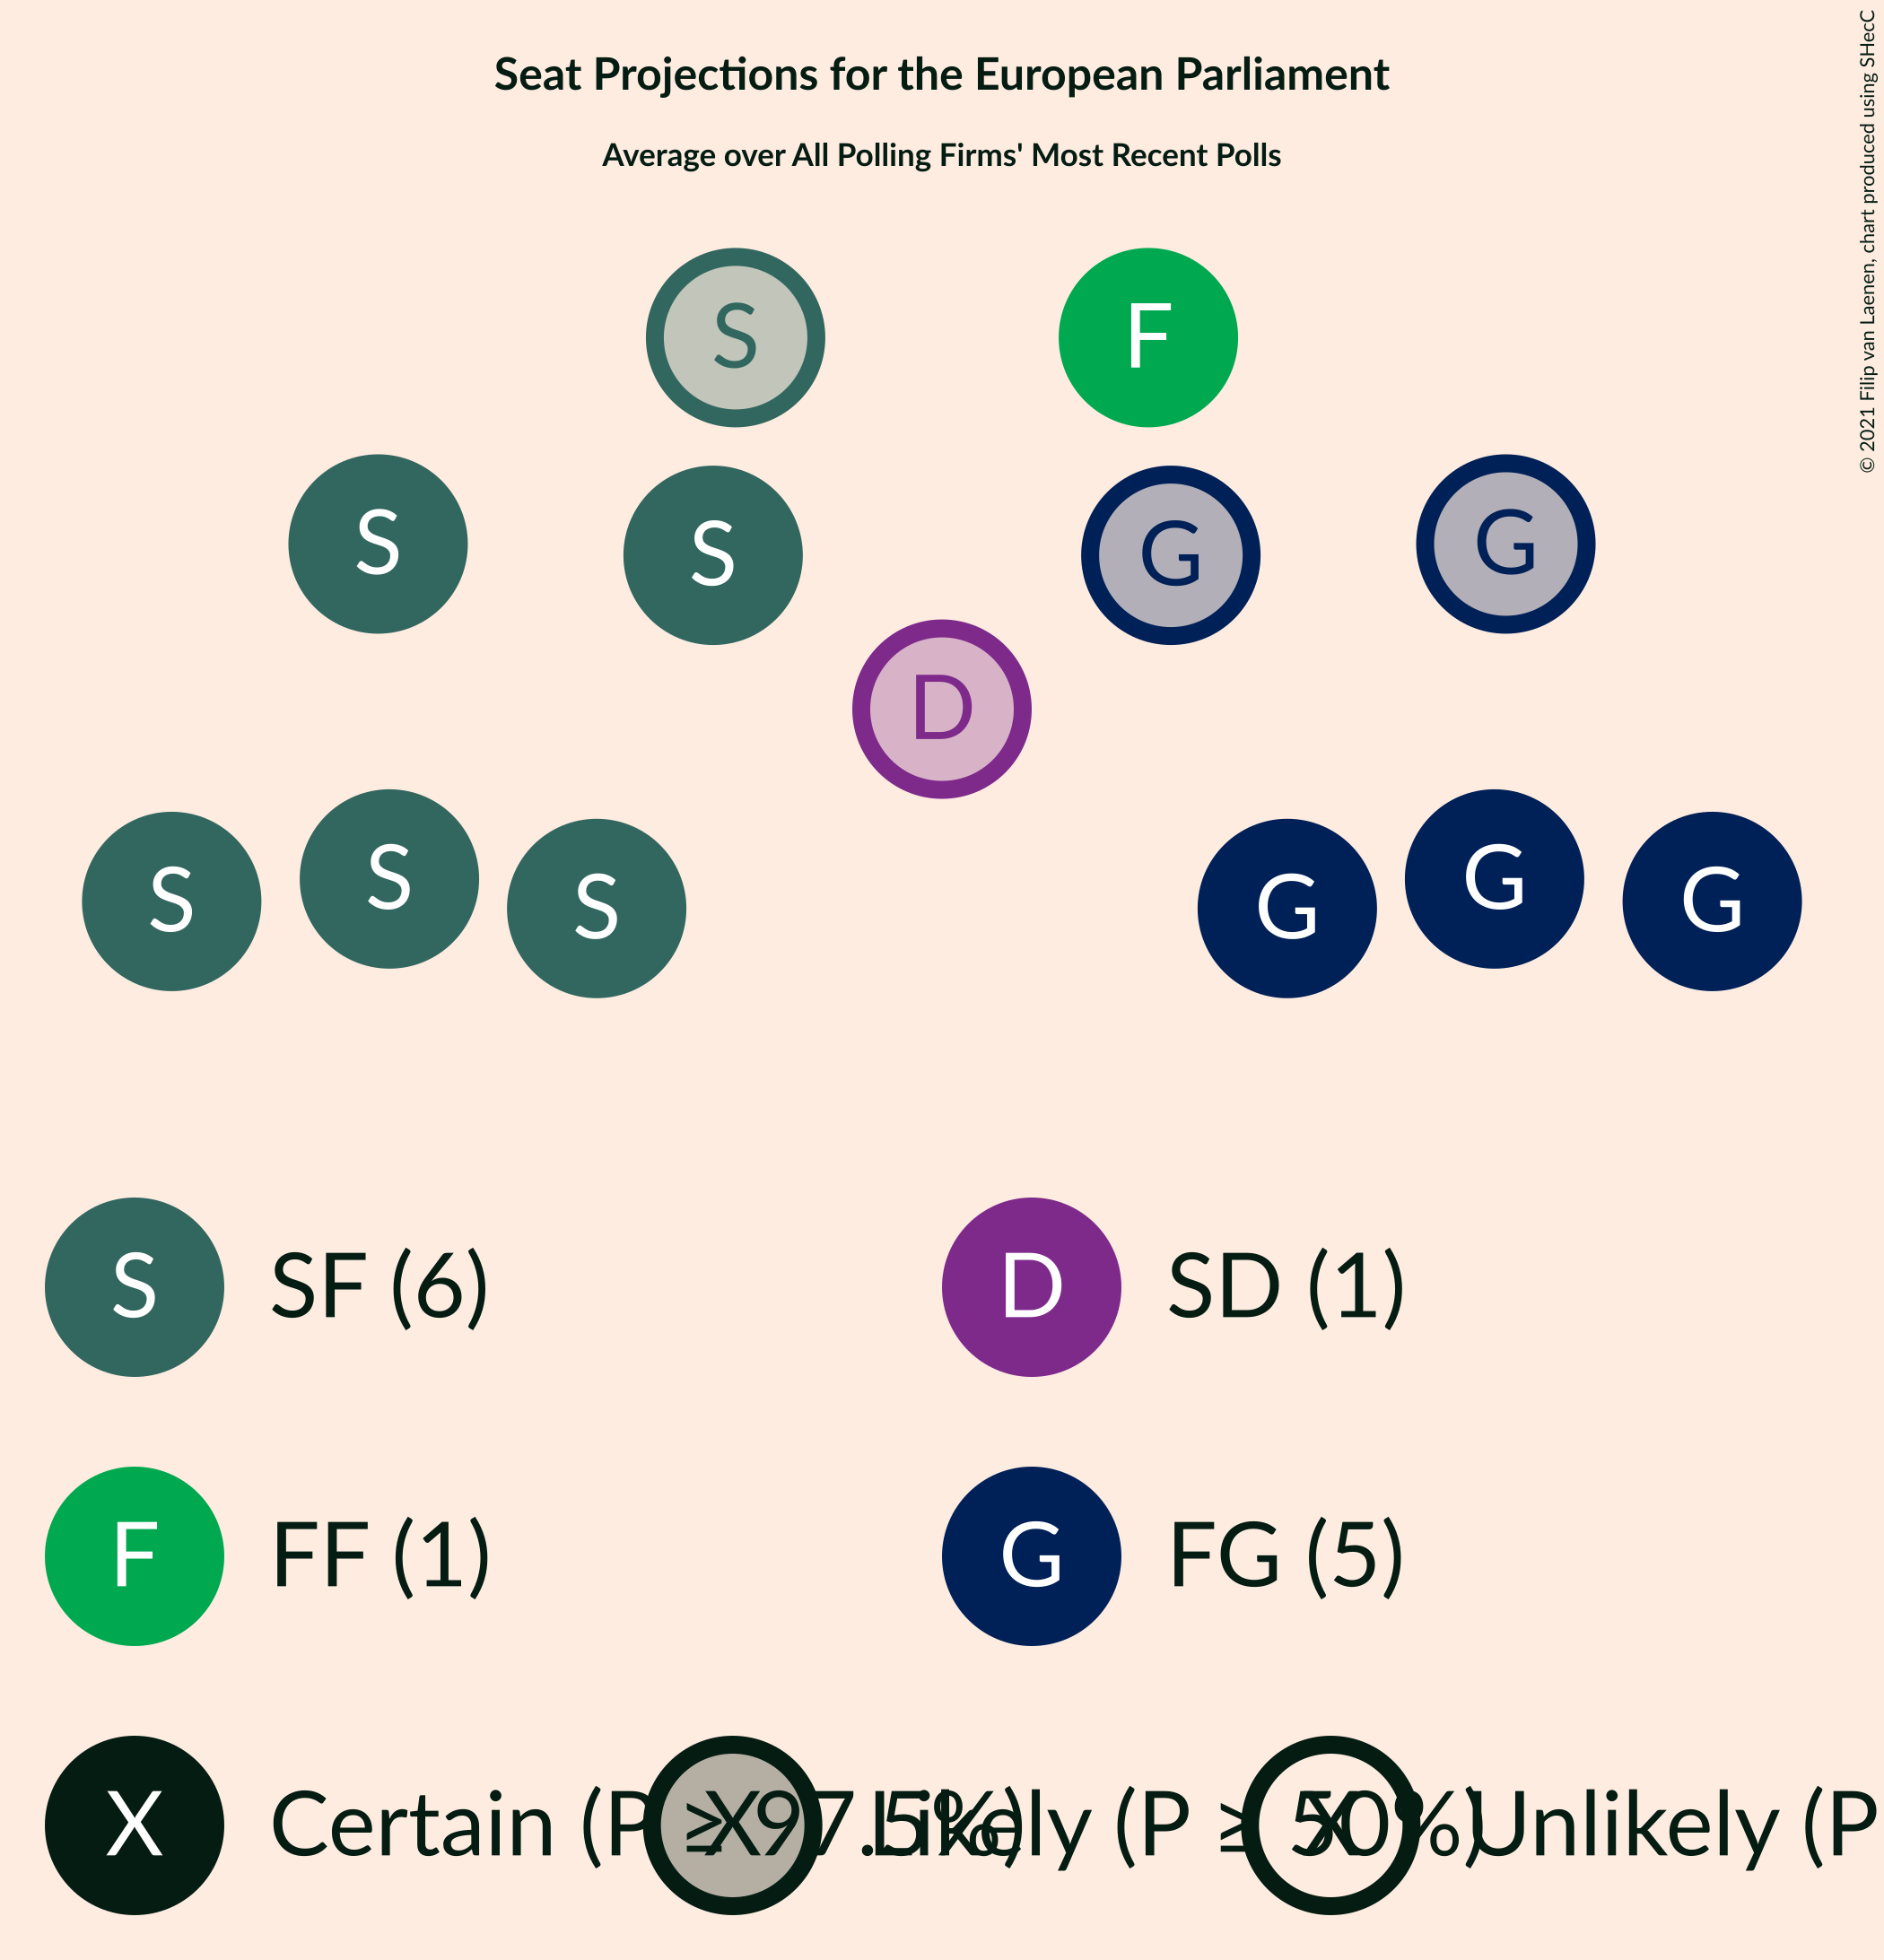 Seat Projections for the European Parliament
Average over All Polling Firms' Most Recent Polls
© 2021 Filip van Laenen, chart produced using SHecC
S F
S S G G
D
S S S G G G
S SF (6) D SD (1)
F FF (1) G FG (5)
X Certain (P ≥ 97.5%) X Likely (P ≥ 50%) X Unlikely (P